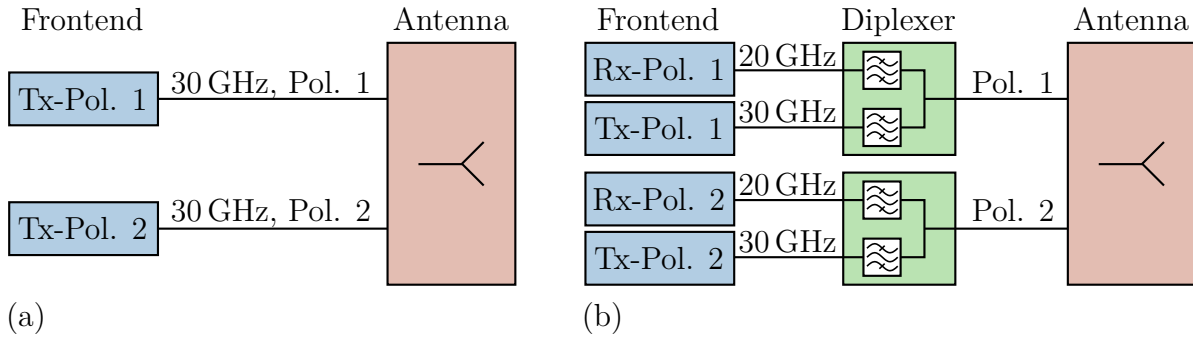 Frontend
Antenna
Tx-Pol. 1
30 GHz, Pol. 1
Tx-Pol. 2
30 GHz, Pol. 2
(a)
Frontend
Diplexer
Antenna
Rx-Pol. 1
20 GHz
Tx-Pol. 1
30 GHz
Pol. 1
Rx-Pol. 2
20 GHz
Tx-Pol. 2
30 GHz
Pol. 2
(b)